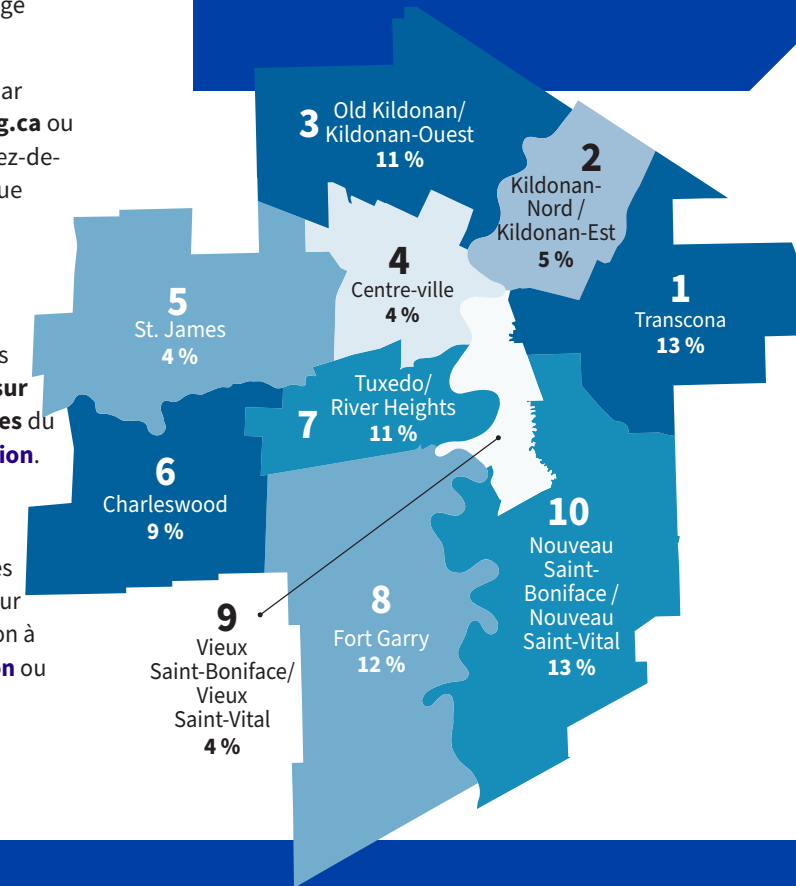 ge
ar
g.ca ou
ez-de-
ue
s
sur
es du
ion.
es
ur
on à
on ou
3
Old Kildonan/
Kildonan-Ouest
11 %
2
Kildonan-
Nord /
Kildonan-Est
5 %
4
Centre-ville
4 %
1
Transcona
13 %
5
St. James
4 %
7
Tuxedo/
River Heights
11 %
6
Charleswood
9 %
10
Nouveau
Saint-
Boniface /
Nouveau
Saint-Vital
13 %
8
Fort Garry
12 %
9
Vieux
Saint-Boniface/
Vieux
Saint-Vital
4 %